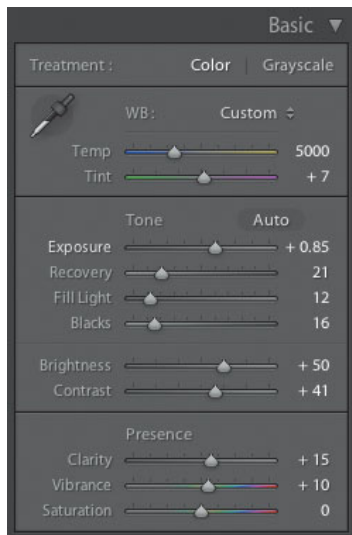 Basic ▼
Treatment : Color | Grayscale
WB : Custom
Temp 5000
Tint + 7
Tone Auto
Exposure + 0.85
Recovery 21
Fill Light 12
Blacks 16
Brightness + 50
Contrast + 41
Presence
Clarity + 15
Vibrance + 10
Saturation 0